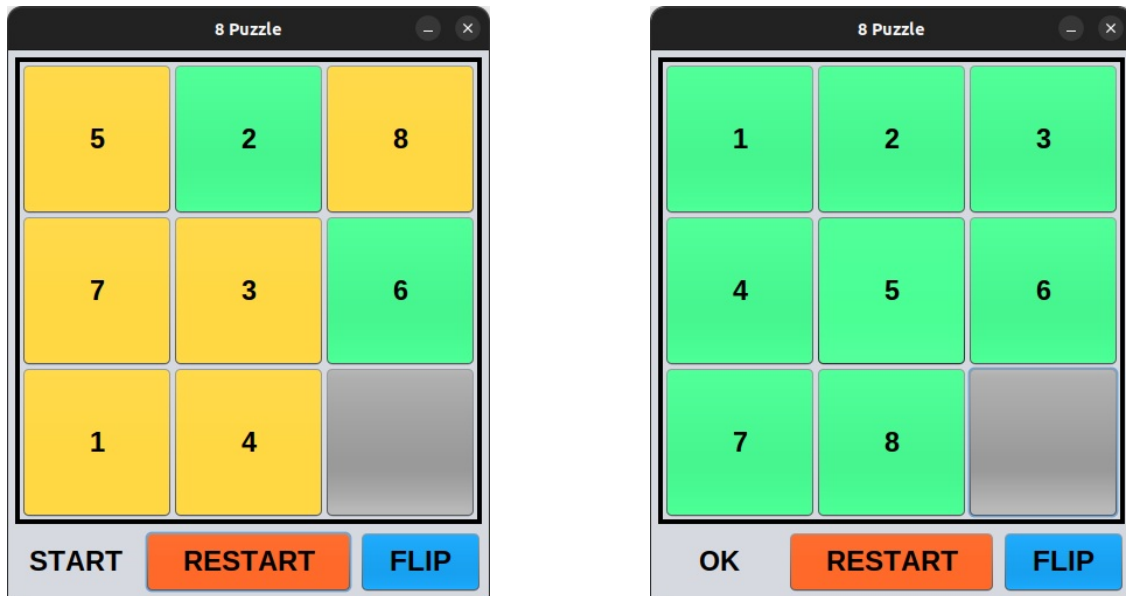 8 Puzzle
5 2 8
7 3 6
1 4
START RESTART FLIP
8 Puzzle
1 2 3
4 5 6
7 8
OK RESTART FLIP